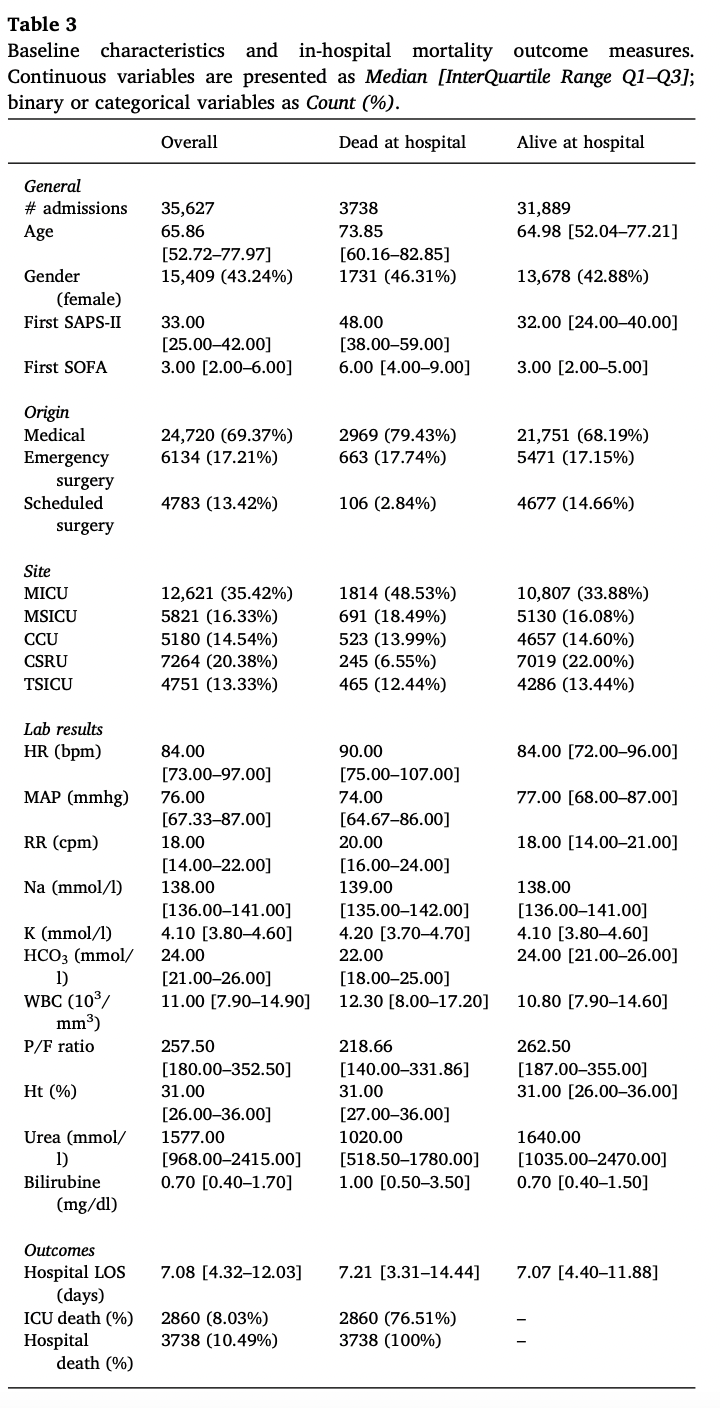 Table 3
Baseline characteristics and in-hospital mortality outcome measures.
Continuous variables are presented as Median [InterQuartile Range Q1–Q3];
binary or categorical variables as Count (%).
Overall Dead at hospital Alive at hospital
General
# admissions 35,627 3738 31,889
Age 65.86 73.85 64.98 [52.04–77.21]
[52.72–77.97] [60.16–82.85]
Gender 15,409 (43.24%) 1731 (46.31%) 13,678 (42.88%)
(female)
First SAPS-II 33.00 48.00 32.00 [24.00–40.00]
[25.00–42.00] [38.00–59.00]
First SOFA 3.00 [2.00–6.00] 6.00 [4.00–9.00] 3.00 [2.00–5.00]
Origin
Medical 24,720 (69.37%) 2969 (79.43%) 21,751 (68.19%)
Emergency 6134 (17.21%) 663 (17.74%) 5471 (17.15%)
surgery
Scheduled 4783 (13.42%) 106 (2.84%) 4677 (14.66%)
surgery
Site
MICU 12,621 (35.42%) 1814 (48.53%) 10,807 (33.88%)
MSICU 5821 (16.33%) 691 (18.49%) 5130 (16.08%)
CCU 5180 (14.54%) 523 (13.99%) 4657 (14.60%)
CSRU 7264 (20.38%) 245 (6.55%) 7019 (22.00%)
TSICU 4751 (13.33%) 465 (12.44%) 4286 (13.44%)
Lab results
HR (bpm) 84.00 90.00 84.00 [72.00–96.00]
[73.00–97.00] [75.00–107.00]
MAP (mmhg) 76.00 74.00 77.00 [68.00–87.00]
[67.33–87.00] [64.67–86.00]
RR (cpm) 18.00 20.00 18.00 [14.00–21.00]
[14.00–22.00] [16.00–24.00]
Na (mmol/l) 138.00 139.00 138.00
[136.00–141.00] [135.00–142.00] [136.00–141.00]
K (mmol/l) 4.10 [3.80–4.60] 4.20 [3.70–4.70] 4.10 [3.80–4.60]
HCO₃ (mmol/ 24.00 22.00 24.00 [21.00–26.00]
l) [21.00–26.00] [18.00–25.00]
WBC (10³/ 11.00 [7.90–14.90] 12.30 [8.00–17.20] 10.80 [7.90–14.60]
mm³)
P/F ratio 257.50 218.66 262.50
[180.00–352.50] [140.00–331.86] [187.00–355.00]
Ht (%) 31.00 31.00 31.00 [26.00–36.00]
[26.00–36.00] [27.00–36.00]
Urea (mmol/ 1577.00 1020.00 1640.00
l) [968.00–2415.00] [518.50–1780.00] [1035.00–2470.00]
Bilirubine 0.70 [0.40–1.70] 1.00 [0.50–3.50] 0.70 [0.40–1.50]
(mg/dl)
Outcomes
Hospital LOS 7.08 [4.32–12.03] 7.21 [3.31–14.44] 7.07 [4.40–11.88]
(days)
ICU death (%) 2860 (8.03%) 2860 (76.51%) –
Hospital 3738 (10.49%) 3738 (100%) –
death (%)